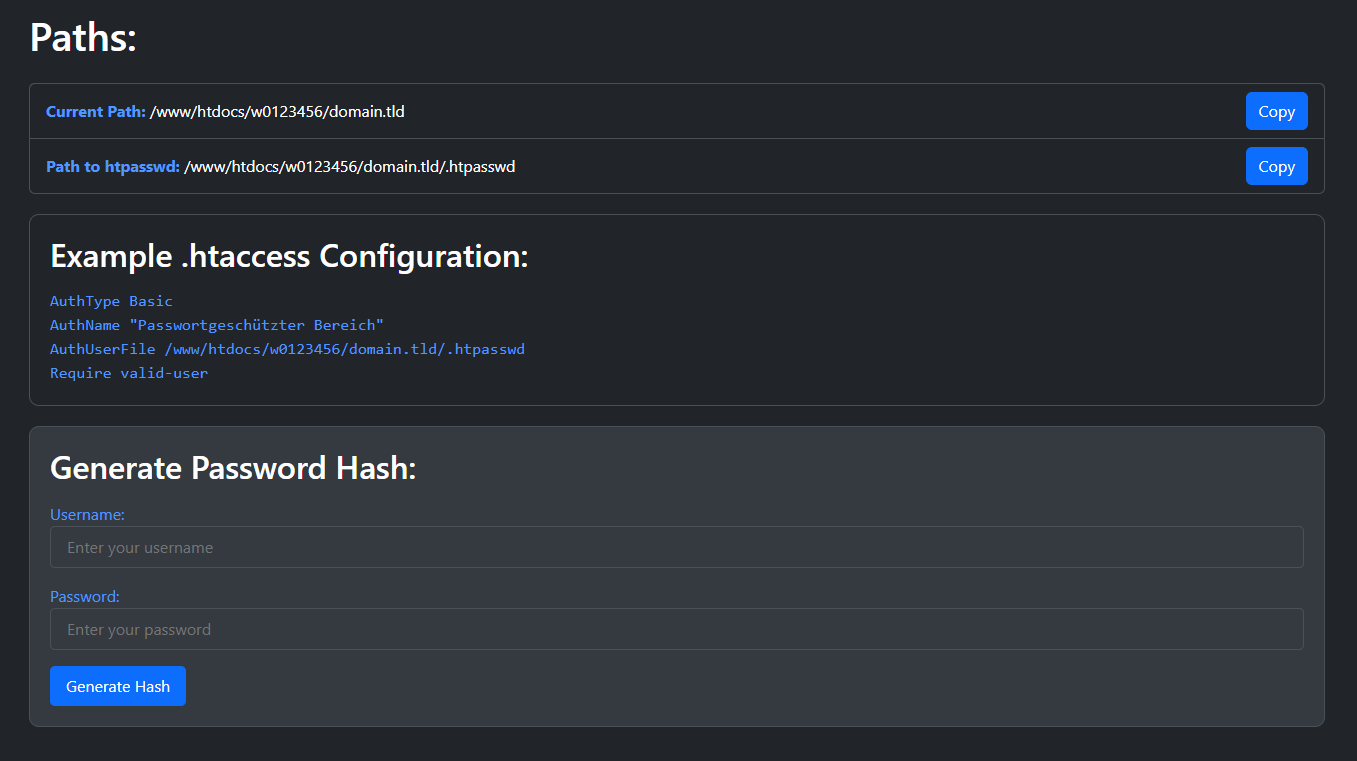 Paths:
Current Path: /www/htdocs/w0123456/domain.tld
Copy
Path to htpasswd: /www/htdocs/w0123456/domain.tld/.htpasswd
Copy
Example .htaccess Configuration:
AuthType Basic
AuthName "Passwortgeschützter Bereich"
AuthUserFile /www/htdocs/w0123456/domain.tld/.htpasswd
Require valid-user
Generate Password Hash:
Username:
Enter your username
Password:
Enter your password
Generate Hash